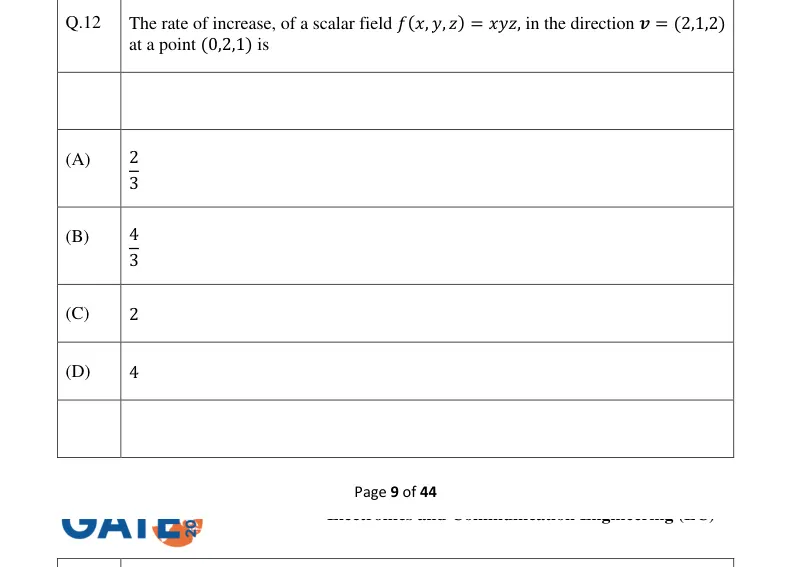 Q.12 The rate of increase, of a scalar field 𝑓(𝑥, 𝑦, 𝑧) = 𝑥𝑦𝑧, in the direction 𝒗 = (2,1,2)
at a point (0,2,1) is
(A) 2/3
(B) 4/3
(C) 2
(D) 4
Page 9 of 44